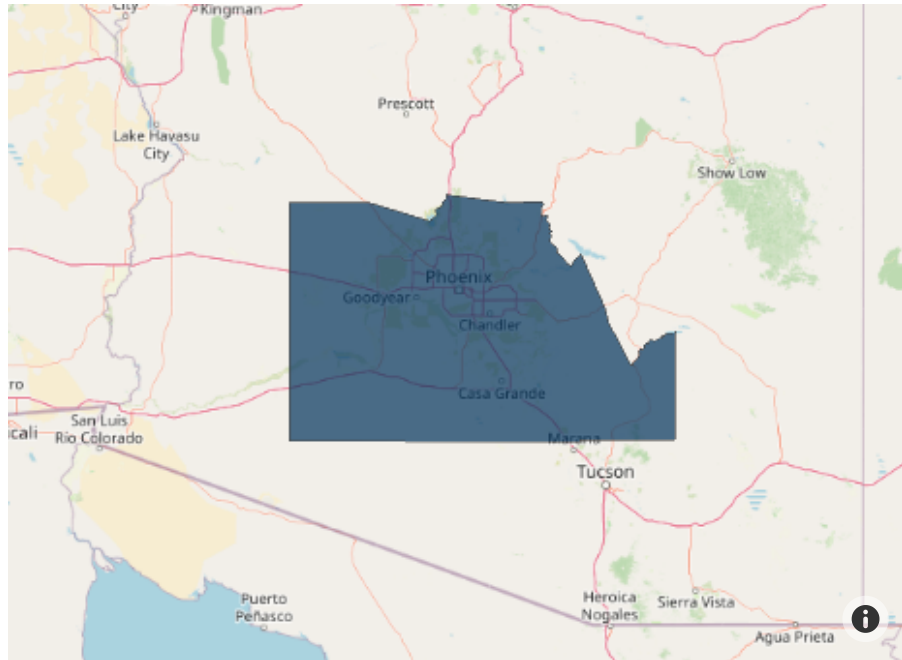 City
Kingman
Prescott
Lake Havasu
City
Show Low
Phoenix
Goodyear
Chandler
Casa Grande
San Luis
Río Colorado
cali
ro
Marana
Tucson
Puerto
Peñasco
Heroica
Nogales
Sierra Vista
Agua Prieta
i